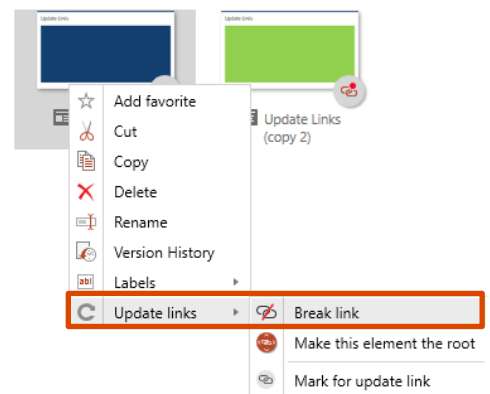 Update Links
Update Links
Update Links
(copy 2)
Add favorite
Cut
Copy
Delete
Rename
Version History
abl
Labels
Update links
Break link
Make this element the root
Mark for update link